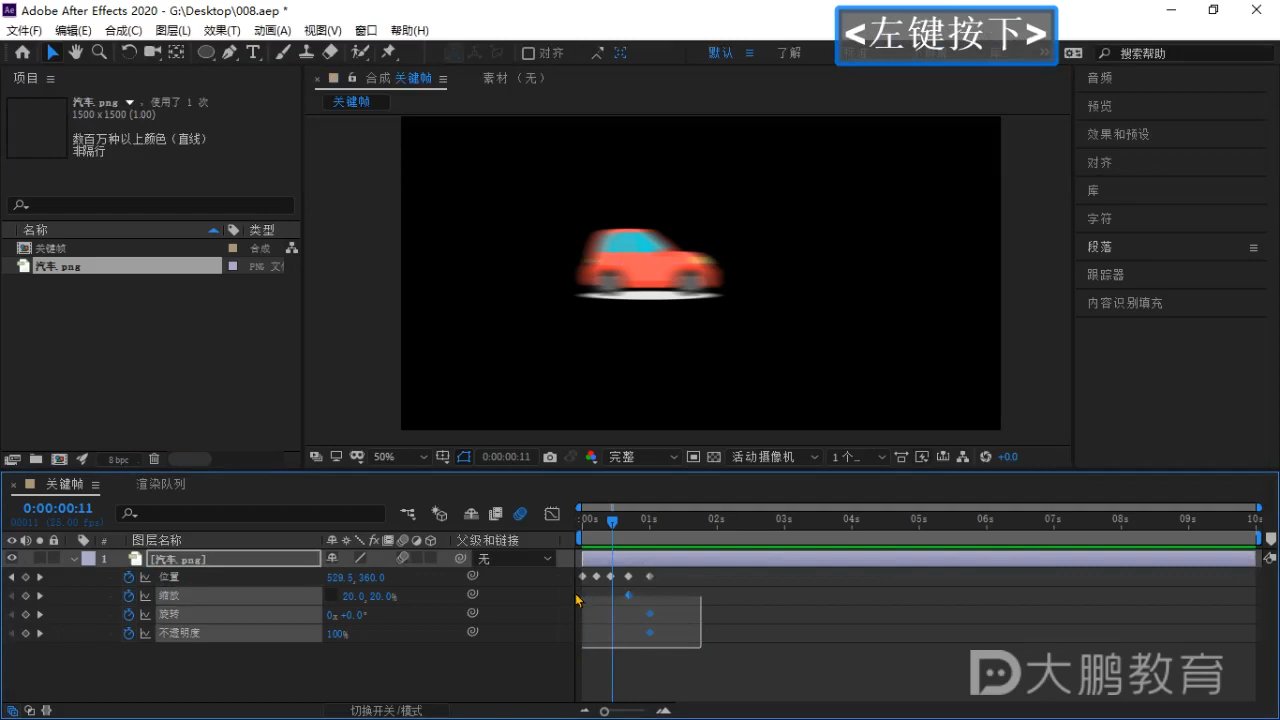 Adobe After Effects 2020 - G:\Desktop\008.aep *
<左键按下>
文件(F) 编辑(E) 合成(C) 图层(L) 效果(T) 动画(A) 视图(V) 窗口 帮助(H)
对齐 默认 了解 搜索帮助
项目
合成 关键帧 素材 (无)
关键帧
汽车.png , 使用了 1 次
1500 x 1500 (1.00)
数百万种以上颜色(直线)
非隔行
名称 类型
关键帧 合成
汽车.png PNG 文
音频
预览
效果和预设
对齐
库
字符
段落
跟踪器
内容识别填充
8 bpc
50% 0:00:00:11 完整 活动摄像机 1 个... +0.0
关键帧 渲染队列
0:00:00:11
00011 (25.00 fps)
:00s 01s 02s 03s 04s 05s 06s 07s 08s 09s 10s
# 图层名称 父级和链接
1 [汽车.png] 无
位置 529.5,360.0
缩放 20.0,20.0%
旋转 0x+0.0°
不透明度 100%
切换开关/模式
大鹏教育